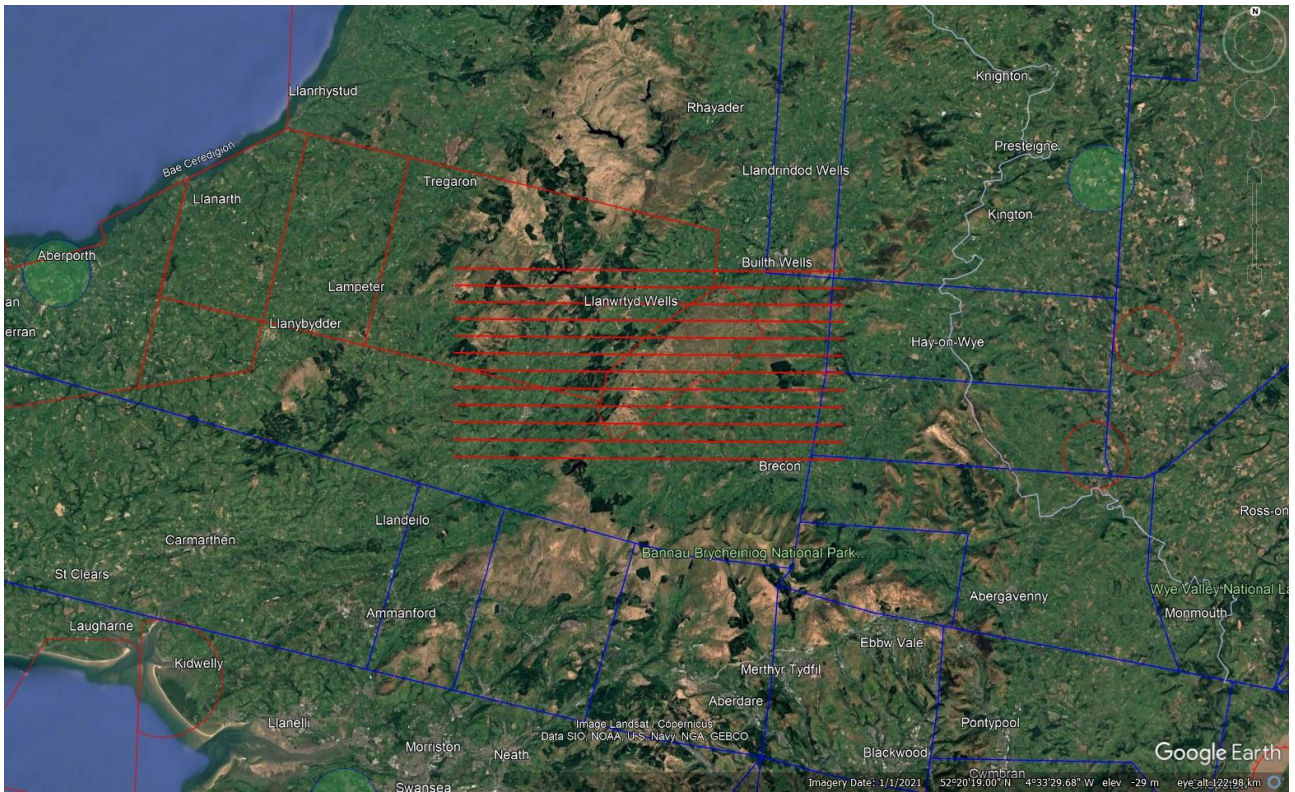 N
Knighton
Llanrhystud
Rhayader
Presteigne
Bae Ceredigion
Llandrindod Wells
Tregaron
Llanarth
Kington
Aberporth
Builth Wells
Lampeter
an
Llanwrtyd Wells
Llanybydder
erran
Hay-on-Wye
Brecon
Llandeilo
Ross-on
Carmarthen
Bannau Brycheiniog National Park...
St Clears
Wye Valley National La
Abergavenny
Ammanford
Monmouth
Laugharne
Ebbw Vale
Kidwelly
Merthyr Tydfil
Aberdare
Llanelli
Image Landsat / Copernicus
Pontypool
Data SIO, NOAA, U.S. Navy, NGA, GEBCO
Morriston
Neath
Blackwood
Google Earth
Cwmbran
Swansea
Imagery Date: 1/1/2021 52°20'19.00" N 4°33'29.68" W elev -29 m eye alt 122.98 km